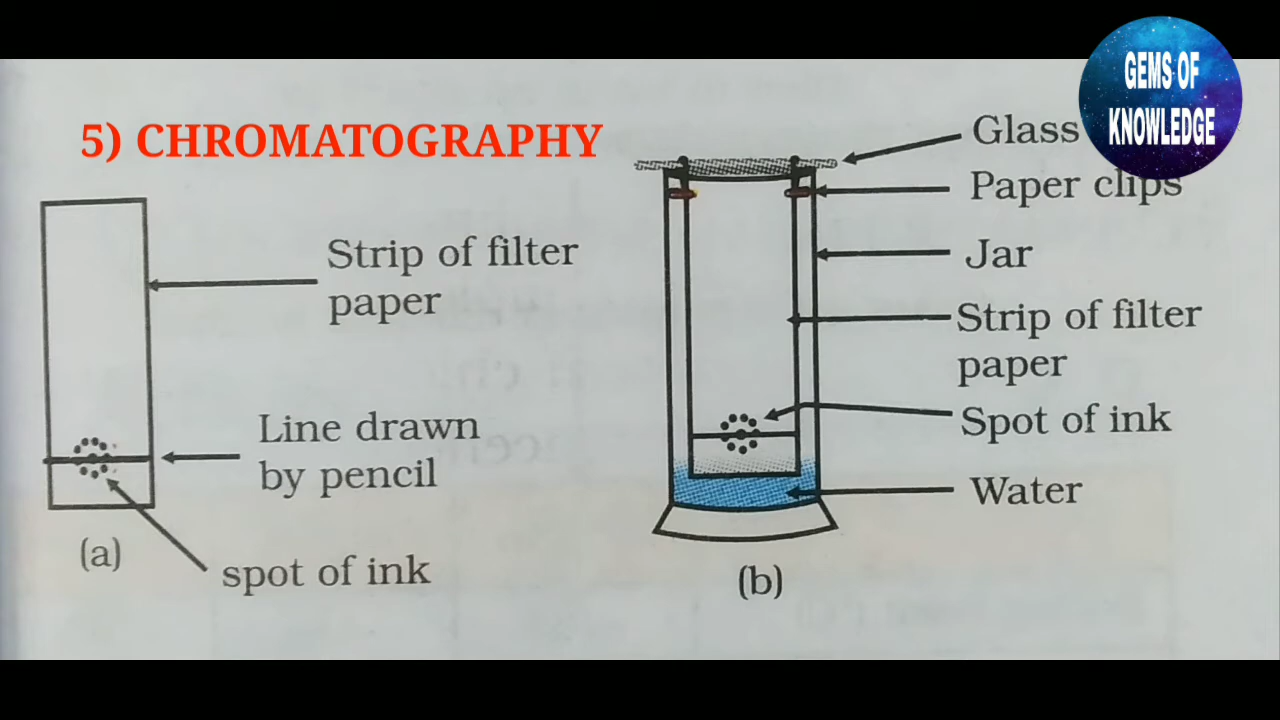 GEMS OF
KNOWLEDGE
5) CHROMATOGRAPHY
Strip of filter
paper
Line drawn
by pencil
spot of ink
(a)
Glass
Paper clips
Jar
Strip of filter
paper
Spot of ink
Water
(b)